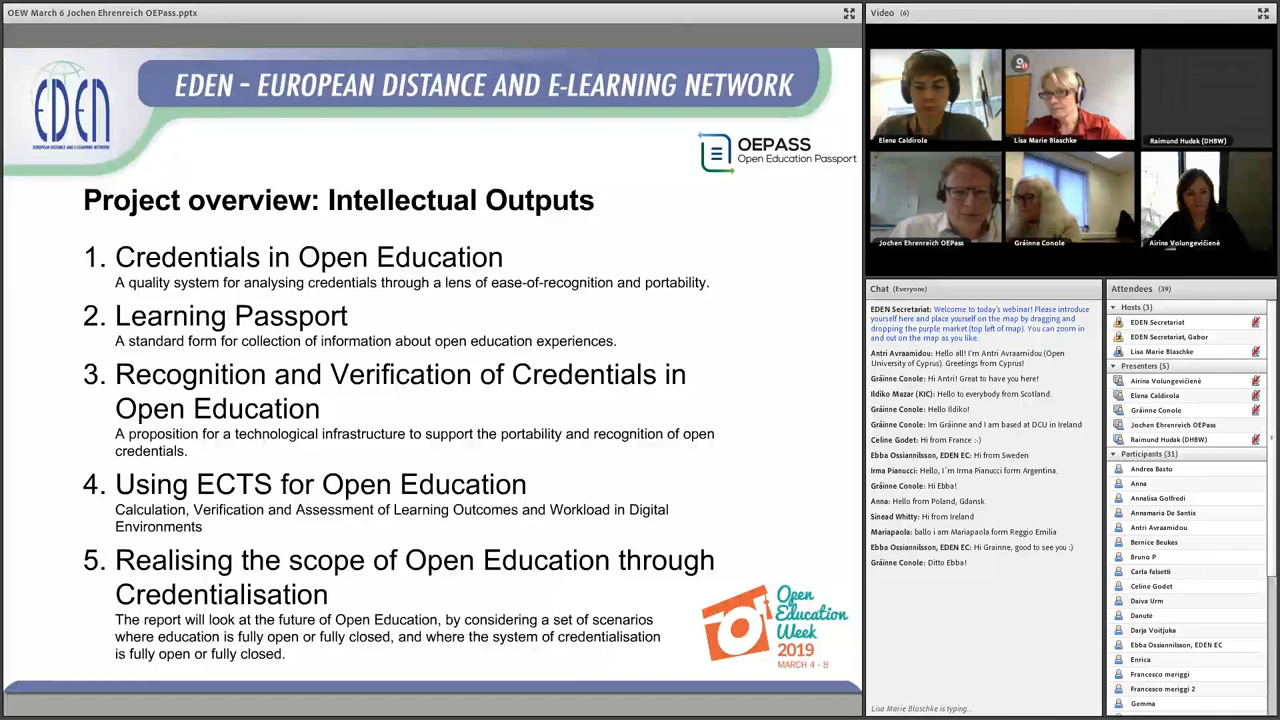 OEW March 6 Jochen Ehrenreich OEPass.pptx
EDEN
EUROPEAN DISTANCE AND E-LEARNING NETWORK
EDEN - EUROPEAN DISTANCE AND E-LEARNING NETWORK
OEPASS
Open Education Passport
Project overview: Intellectual Outputs
1. Credentials in Open Education
A quality system for analysing credentials through a lens of ease-of-recognition and portability.
2. Learning Passport
A standard form for collection of information about open education experiences.
3. Recognition and Verification of Credentials in
Open Education
A proposition for a technological infrastructure to support the portability and recognition of open
credentials.
4. Using ECTS for Open Education
Calculation, Verification and Assessment of Learning Outcomes and Workload in Digital
Environments
5. Realising the scope of Open Education through
Credentialisation
The report will look at the future of Open Education, by considering a set of scenarios
where education is fully open or fully closed, and where the system of credentialisation
is fully open or fully closed.
Open
Education
Week
2019
MARCH 4 - 8
Video (6)
Elena Caldirola
Lisa Marie Blaschke
Raimund Hudak (DHBW)
Jochen Ehrenreich OEPass
Gráinne Conole
Airina Volungevičienė
Chat (Everyone)
EDEN Secretariat: Welcome to today's webinar! Please introduce
yourself here and place yourself on the map by dragging and
dropping the purple market (top left of map). You can zoom in
and out on the map as you like.
Antri Avraamidou: Hello all! I'm Antri Avraamidou (Open
University of Cyprus). Greetings from Cyprus!
Gráinne Conole: Hi Antri! Great to have you here!
Ildiko Mazar (KIC): Hello to everybody from Scotland.
Gráinne Conole: Hello Ildiko!
Gráinne Conole: Im Gráinne and I am based at DCU in Ireland
Celine Godet: Hi from France :-)
Ebba Ossiannilsson, EDEN EC: Hi from Sweden
Irma Pianucci: Hello, I´m Irma Pianucci form Argentina.
Gráinne Conole: Hi Ebba!
Anna: Hello from Poland, Gdansk
Sinead Whitty: Hi from Ireland
Mariapaola: ballo i am Mariapaola form Reggio Emilia
Ebba Ossiannilsson, EDEN EC: Hi Grainne, good to see you :)
Gráinne Conole: Ditto Ebba!
Lisa Marie Blaschke is typing...
Attendees (39)
Hosts (3)
EDEN Secretariat
EDEN Secretariat, Gabor
Lisa Marie Blaschke
Presenters (5)
Airina Volungevičienė
Elena Caldirola
Gráinne Conole
Jochen Ehrenreich OEPass
Raimund Hudak (DHBW)
Participants (31)
Andrea Basto
Anna
Annalisa Golfredi
Annamaria De Santis
Antri Avraamidou
Bernice Beukes
Bruno P
Carla falsetti
Celine Godet
Daiva Urm
Danutė
Darja Voitjuka
Ebba Ossiannilsson, EDEN EC
Enrica
Francesco meriggi
Francesco meriggi 2
Gemma